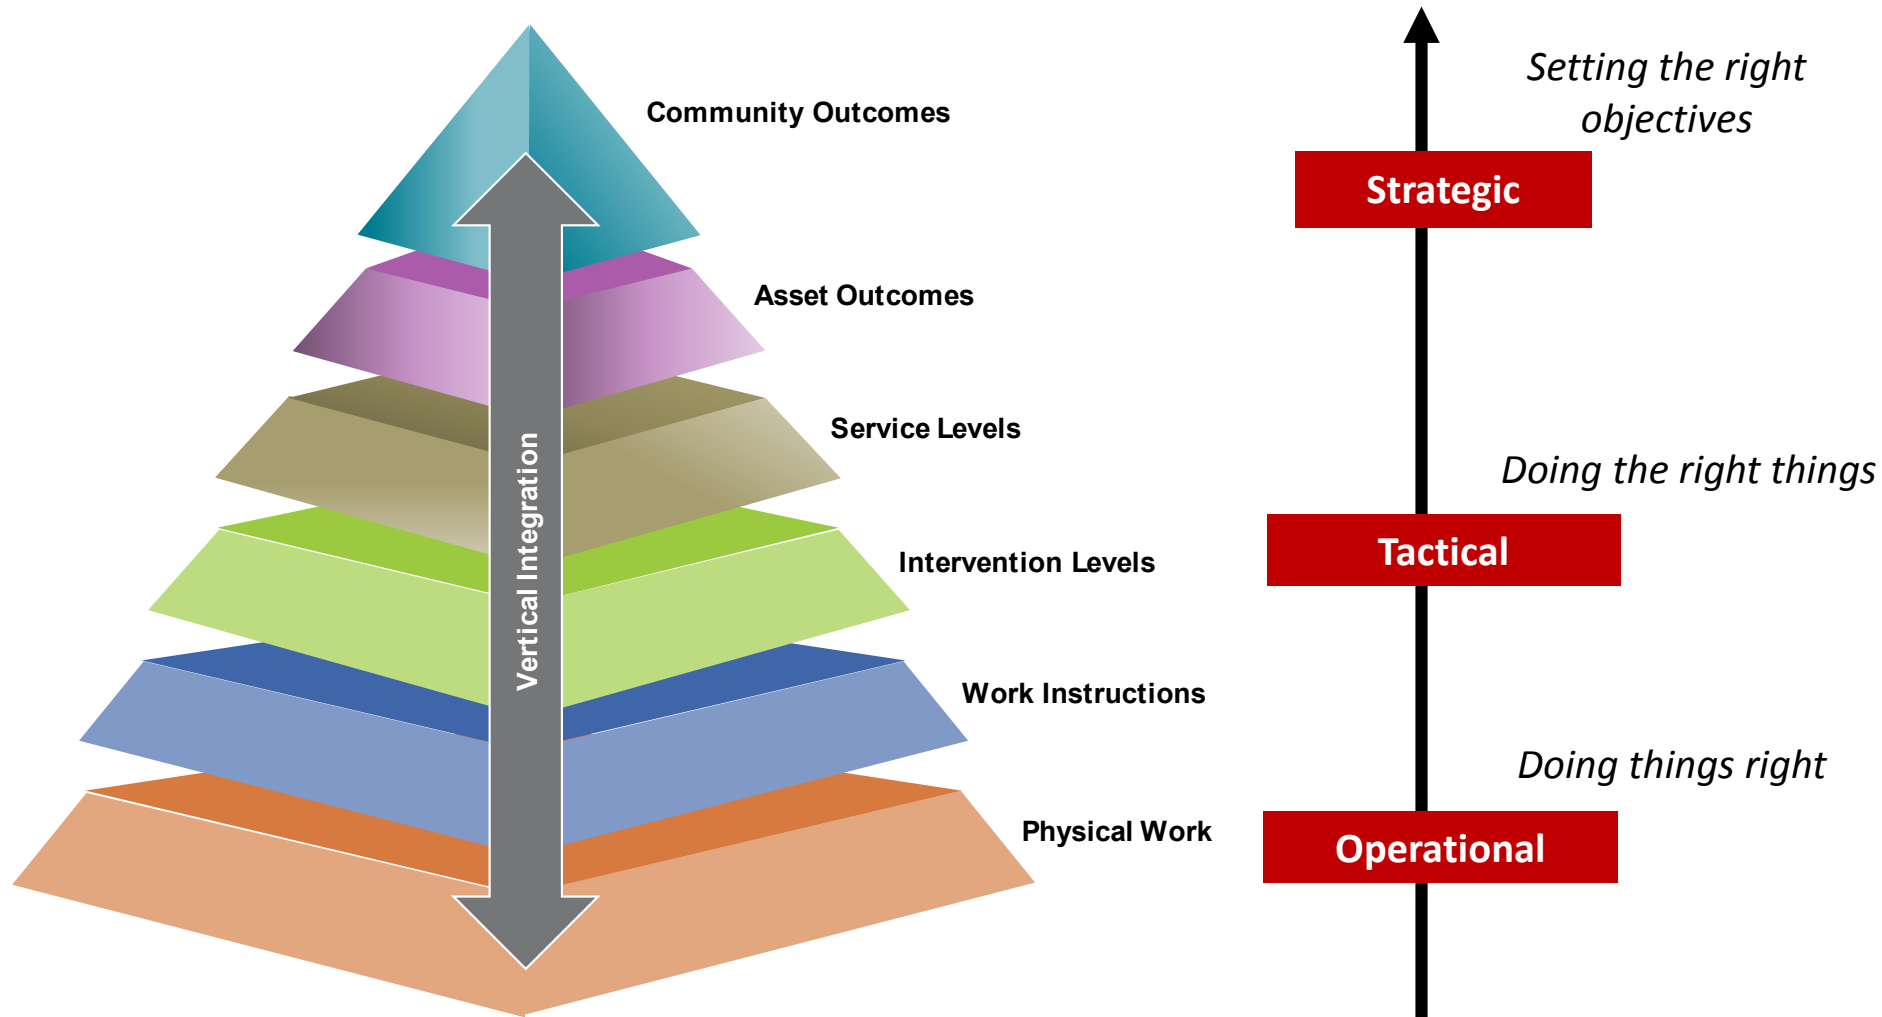 Community Outcomes
Asset Outcomes
Service Levels
Intervention Levels
Work Instructions
Physical Work
Vertical Integration
Setting the right
objectives
Strategic
Doing the right things
Tactical
Doing things right
Operational